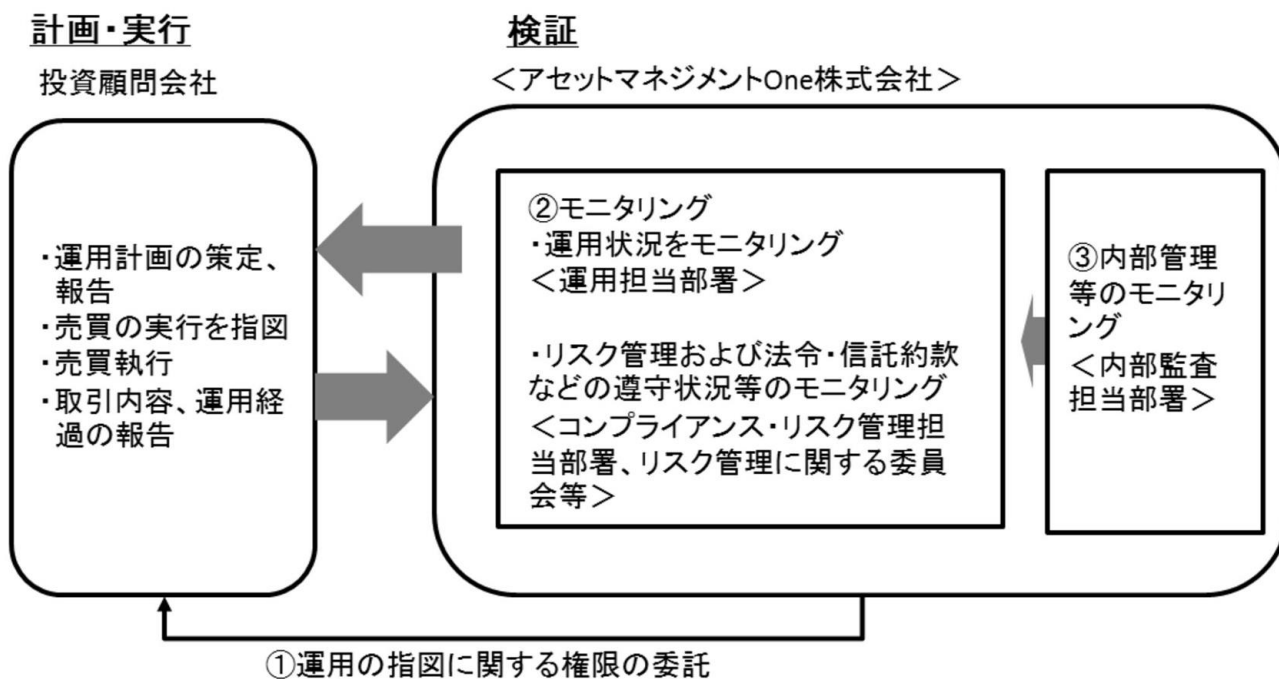 計画・実行
投資顧問会社
・運用計画の策定、
報告
・売買の実行を指図
・売買執行
・取引内容、運用経
過の報告
検証
＜アセットマネジメントOne株式会社＞
②モニタリング
・運用状況をモニタリング
＜運用担当部署＞
・リスク管理および法令・信託約款
などの遵守状況等のモニタリング
＜コンプライアンス・リスク管理担
当部署、リスク管理に関する委員
会等＞
③内部管理
等のモニタリ
ング
＜内部監査
担当部署＞
①運用の指図に関する権限の委託